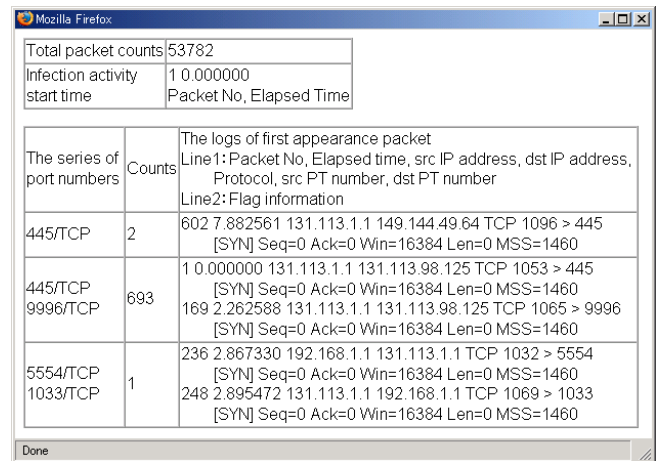 Mozilla Firefox
Total packet counts 53782
Infection activity start time
1 0.000000
Packet No, Elapsed Time
The series of port numbers
Counts
The logs of first appearance packet
Line1: Packet No, Elapsed time, src IP address, dst IP address,
Protocol, src PT number, dst PT number
Line2: Flag information
445/TCP
2
602 7.882561 131.113.1.1 149.144.49.64 TCP 1096 > 445
[SYN] Seq=0 Ack=0 Win=16384 Len=0 MSS=1460
445/TCP
9996/TCP
693
1 0.000000 131.113.1.1 131.113.98.125 TCP 1053 > 445
[SYN] Seq=0 Ack=0 Win=16384 Len=0 MSS=1460
169 2.262588 131.113.1.1 131.113.98.125 TCP 1065 > 9996
[SYN] Seq=0 Ack=0 Win=16384 Len=0 MSS=1460
5554/TCP
1033/TCP
1
236 2.867330 192.168.1.1 131.113.1.1 TCP 1032 > 5554
[SYN] Seq=0 Ack=0 Win=16384 Len=0 MSS=1460
248 2.895472 131.113.1.1 192.168.1.1 TCP 1069 > 1033
[SYN] Seq=0 Ack=0 Win=16384 Len=0 MSS=1460
Done